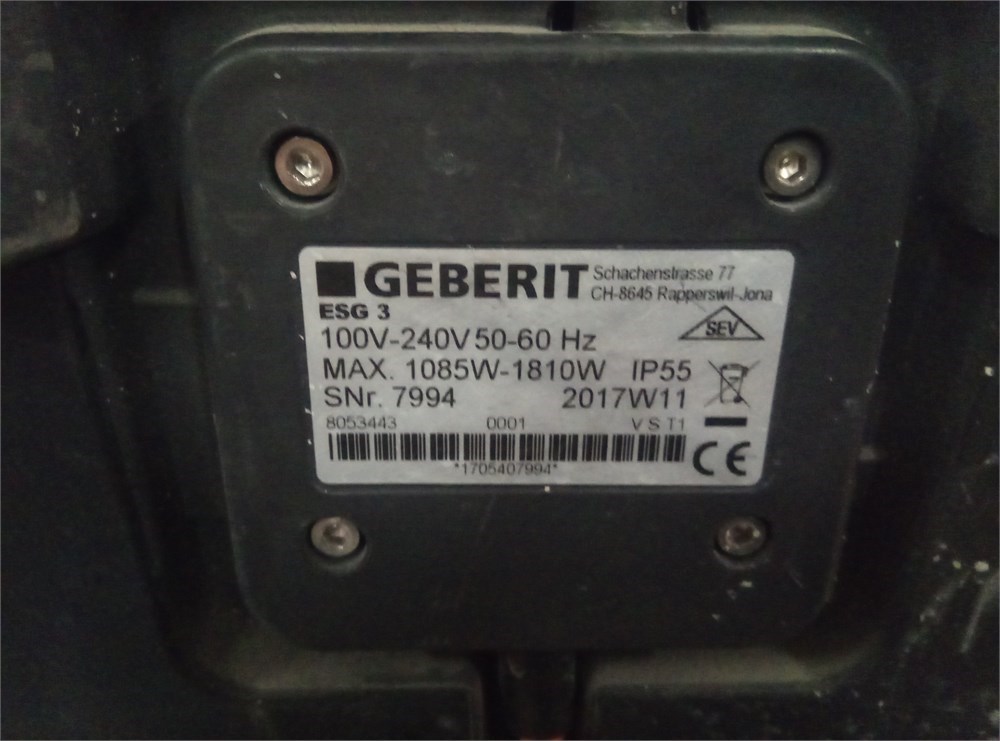 GEBERIT
Schachenstrasse 77
CH-8645 Rapperswil-Jona
ESG 3
SEV
100V-240V 50-60 Hz
MAX. 1085W-1810W IP55
SNr. 7994 2017W11
8053443 0001 V S T1
*1705407994*
CE